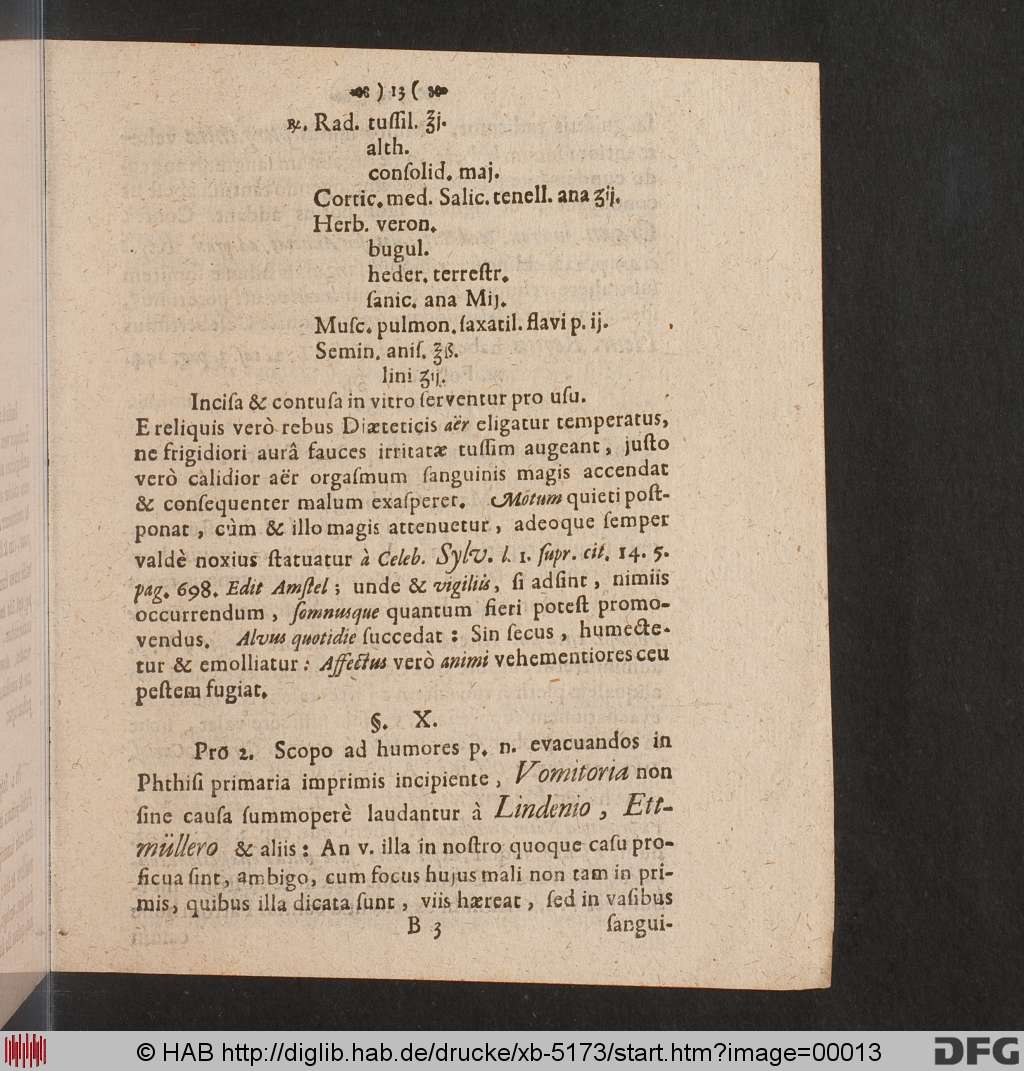 ) 13 (
℞. Rad. tuſſil. ℥j.
alth.
conſolid. maj.
Cortic. med. Salic. tenell. ana ʒij.
Herb. veron.
bugul.
heder. terreſtr.
ſanic. ana Mij.
Muſc. pulmon. ſaxatil. flavi p. ij.
Semin. aniſ. ℥ß.
lini ʒij.
Inciſa & contuſa in vitro ſerventur pro uſu.
E reliquis verò rebus Diæteticis aër eligatur temperatus,
ne frigidiori aurâ fauces irritatæ tuſſim augeant, juſto
verò calidior aër orgaſmum ſanguinis magis accendat
& conſequenter malum exaſperet. Motum quieti poſt-
ponat, cùm & illo magis attenuetur, adeoque ſemper
valdè noxius ſtatuatur à Celeb. Sylv. l. 1. ſupr. cit. 14. 5.
pag. 698. Edit Amſtel; unde & vigiliis, ſi adſint, nimiis
occurrendum, ſomnusque quantum fieri poteſt promo-
vendus. Alvus quotidie ſuccedat: Sin ſecus, humecte-
tur & emolliatur: Affectus verò animi vehementiores ceu
peſtem fugiat.
§. X.
Pro 2. Scopo ad humores p. n. evacuandos in
Phthiſi primaria imprimis incipiente, Vomitoria non
ſine cauſa ſummoperè laudantur â Lindenio, Ett-
müllero & aliis: An v. illa in noſtro quoque caſu pro-
ficua ſint, ambigo, cum focus hujus mali non tam in pri-
mis, quibus illa dicata ſunt, viis hæreat, ſed in vaſibus
B 3 ſangui-
© HAB http://diglib.hab.de/drucke/xb-5173/start.htm?image=00013 DFG